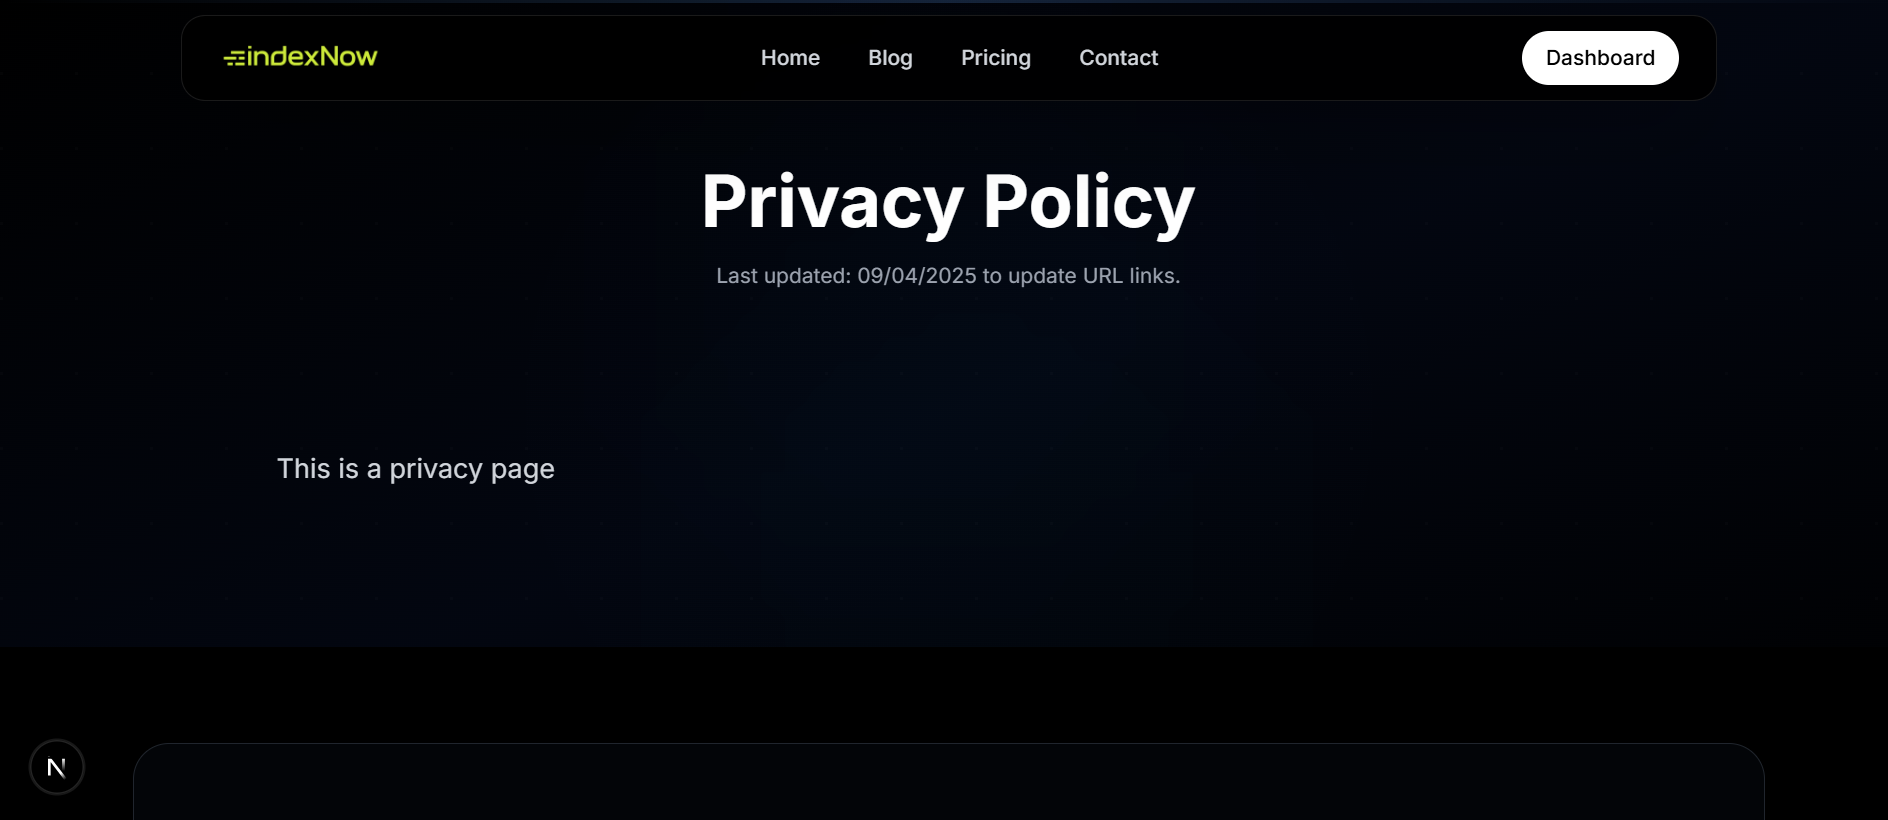 indexNow
Home
Blog
Pricing
Contact
Dashboard
Privacy Policy
Last updated: 09/04/2025 to update URL links.
This is a privacy page
N